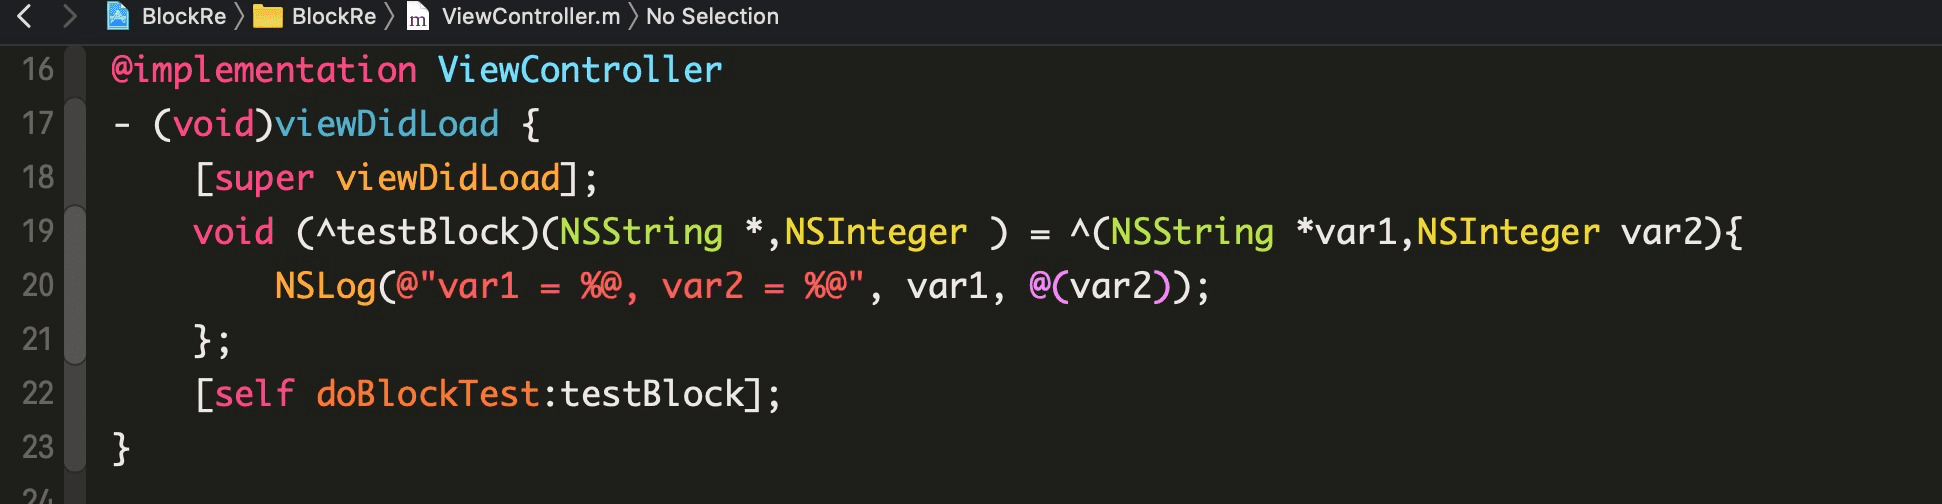 BlockRe 〉 BlockRe 〉 m ViewController.m 〉 No Selection
16 @implementation ViewController
17 - (void)viewDidLoad {
18     [super viewDidLoad];
19     void (^testBlock)(NSString *,NSInteger ) = ^(NSString *var1,NSInteger var2){
20         NSLog(@"var1 = %@, var2 = %@", var1, @(var2));
21     };
22     [self doBlockTest:testBlock];
23 }
24